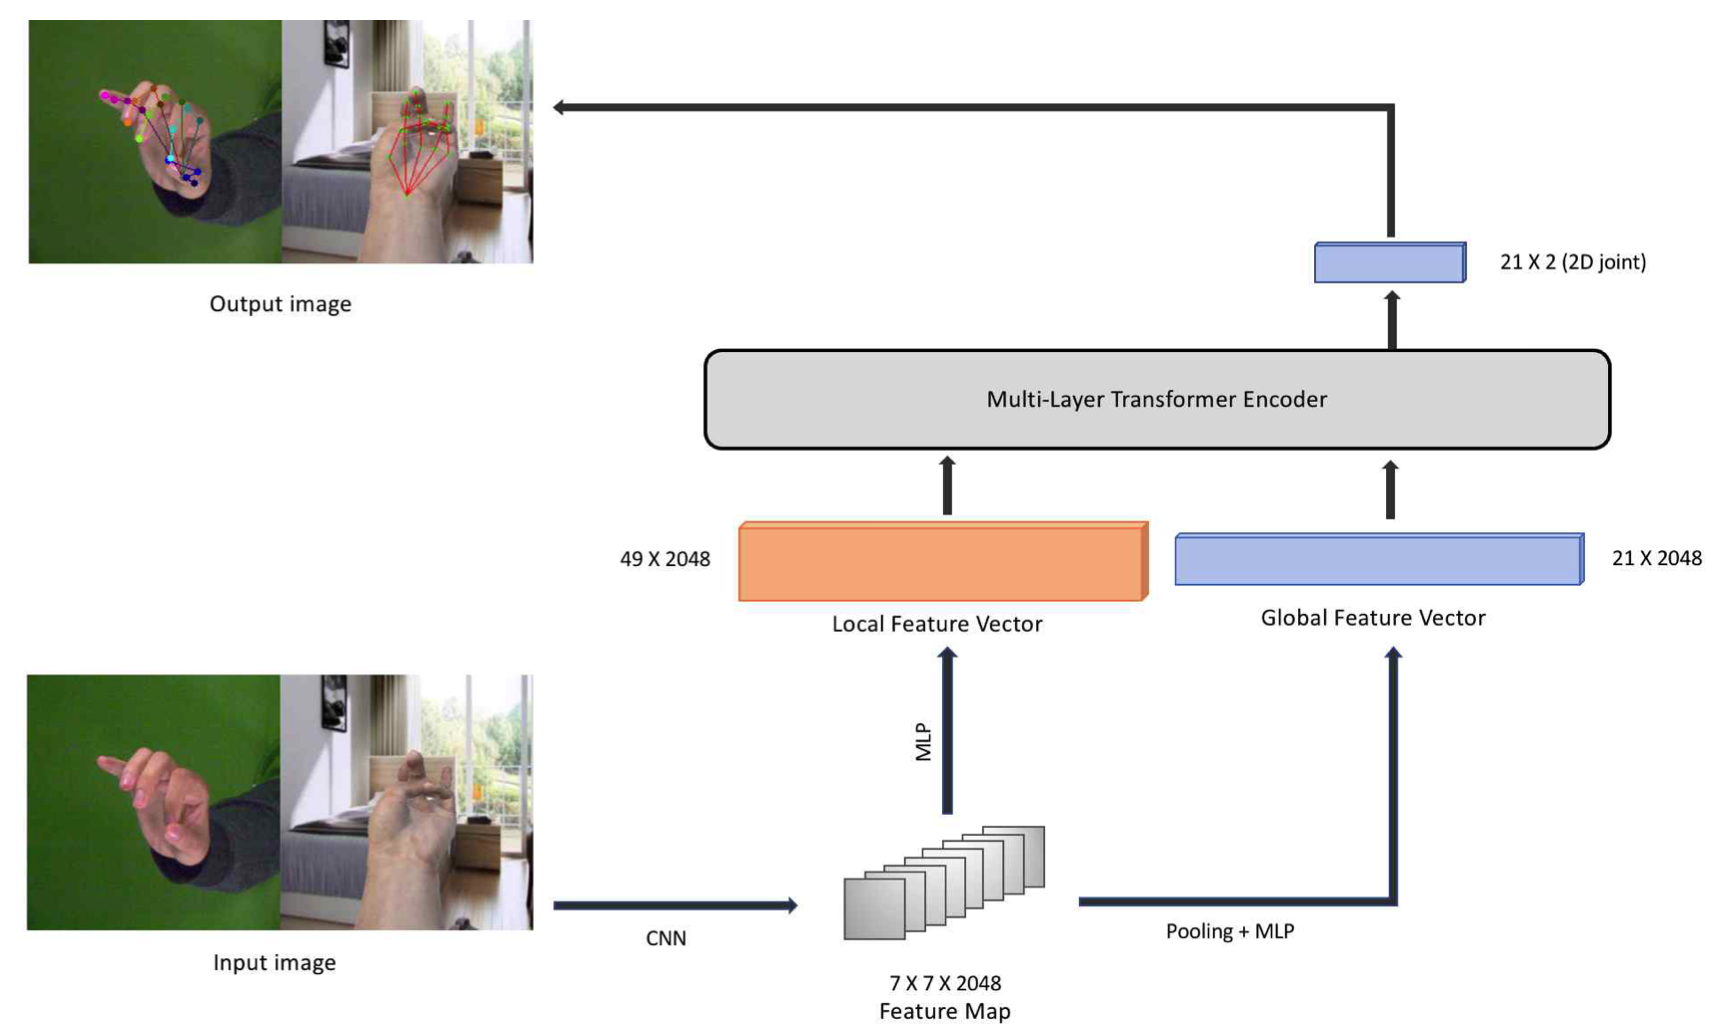 Output image
21 X 2 (2D joint)
Multi-Layer Transformer Encoder
49 X 2048
21 X 2048
Local Feature Vector
Global Feature Vector
MLP
CNN
Pooling + MLP
Input image
7 X 7 X 2048
Feature Map